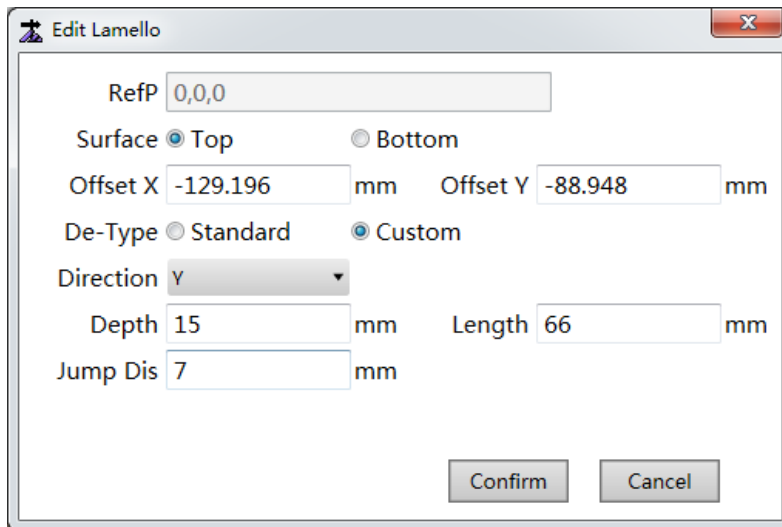 Edit Lamello
RefP 0,0,0
Surface Top Bottom
Offset X -129.196 mm Offset Y -88.948 mm
De-Type Standard Custom
Direction Y
Depth 15 mm Length 66 mm
Jump Dis 7 mm
Confirm Cancel